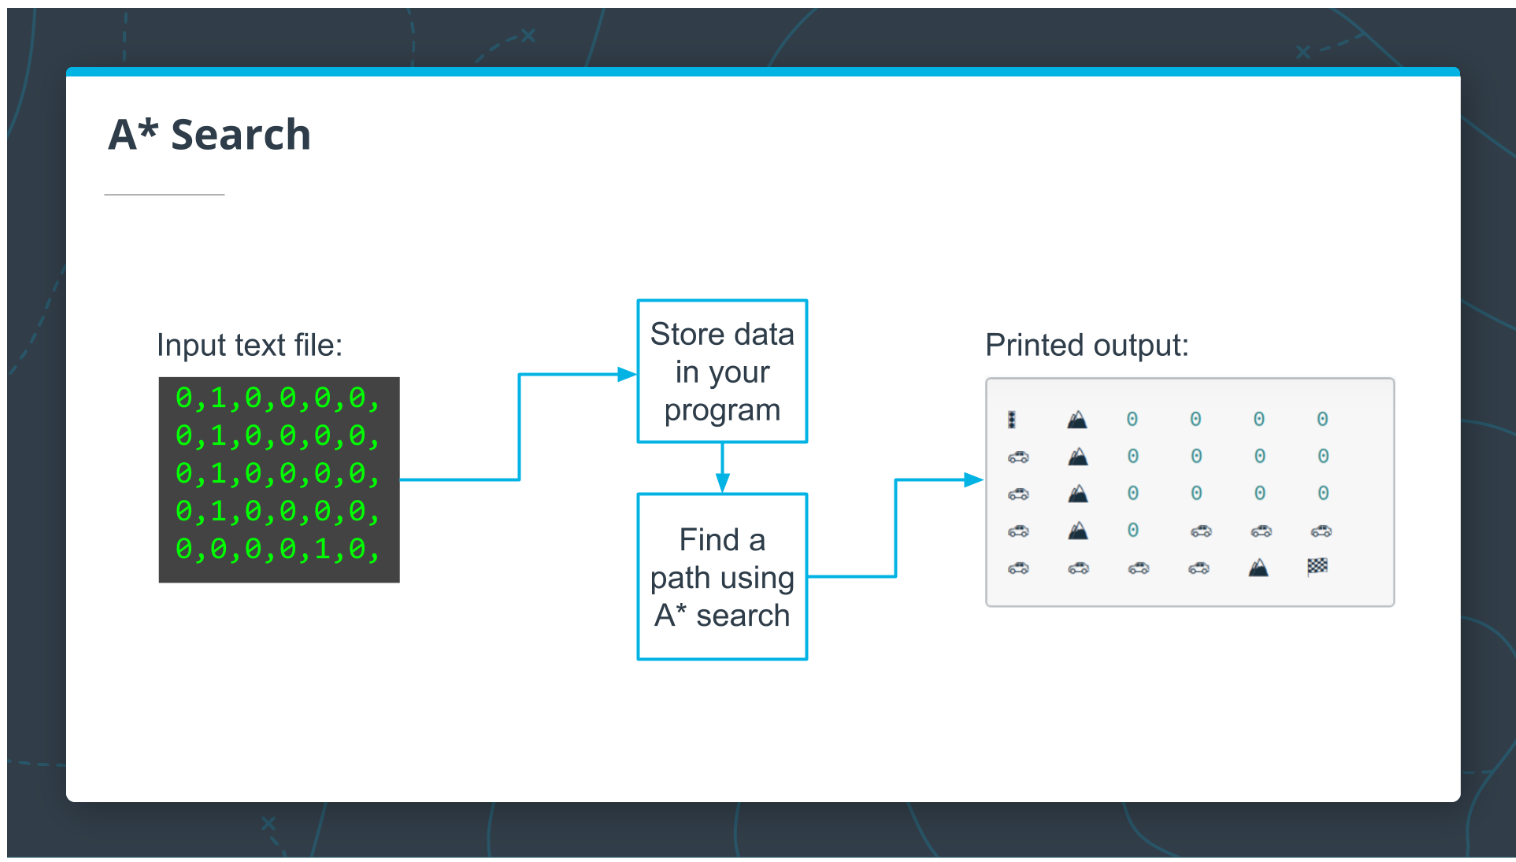 A* Search
Input text file:
0,1,0,0,0,0,
0,1,0,0,0,0,
0,1,0,0,0,0,
0,1,0,0,0,0,
0,0,0,0,1,0,
Store data
in your
program
Find a
path using
A* search
Printed output:
0 0 0 0
0 0 0 0
0 0 0 0
0